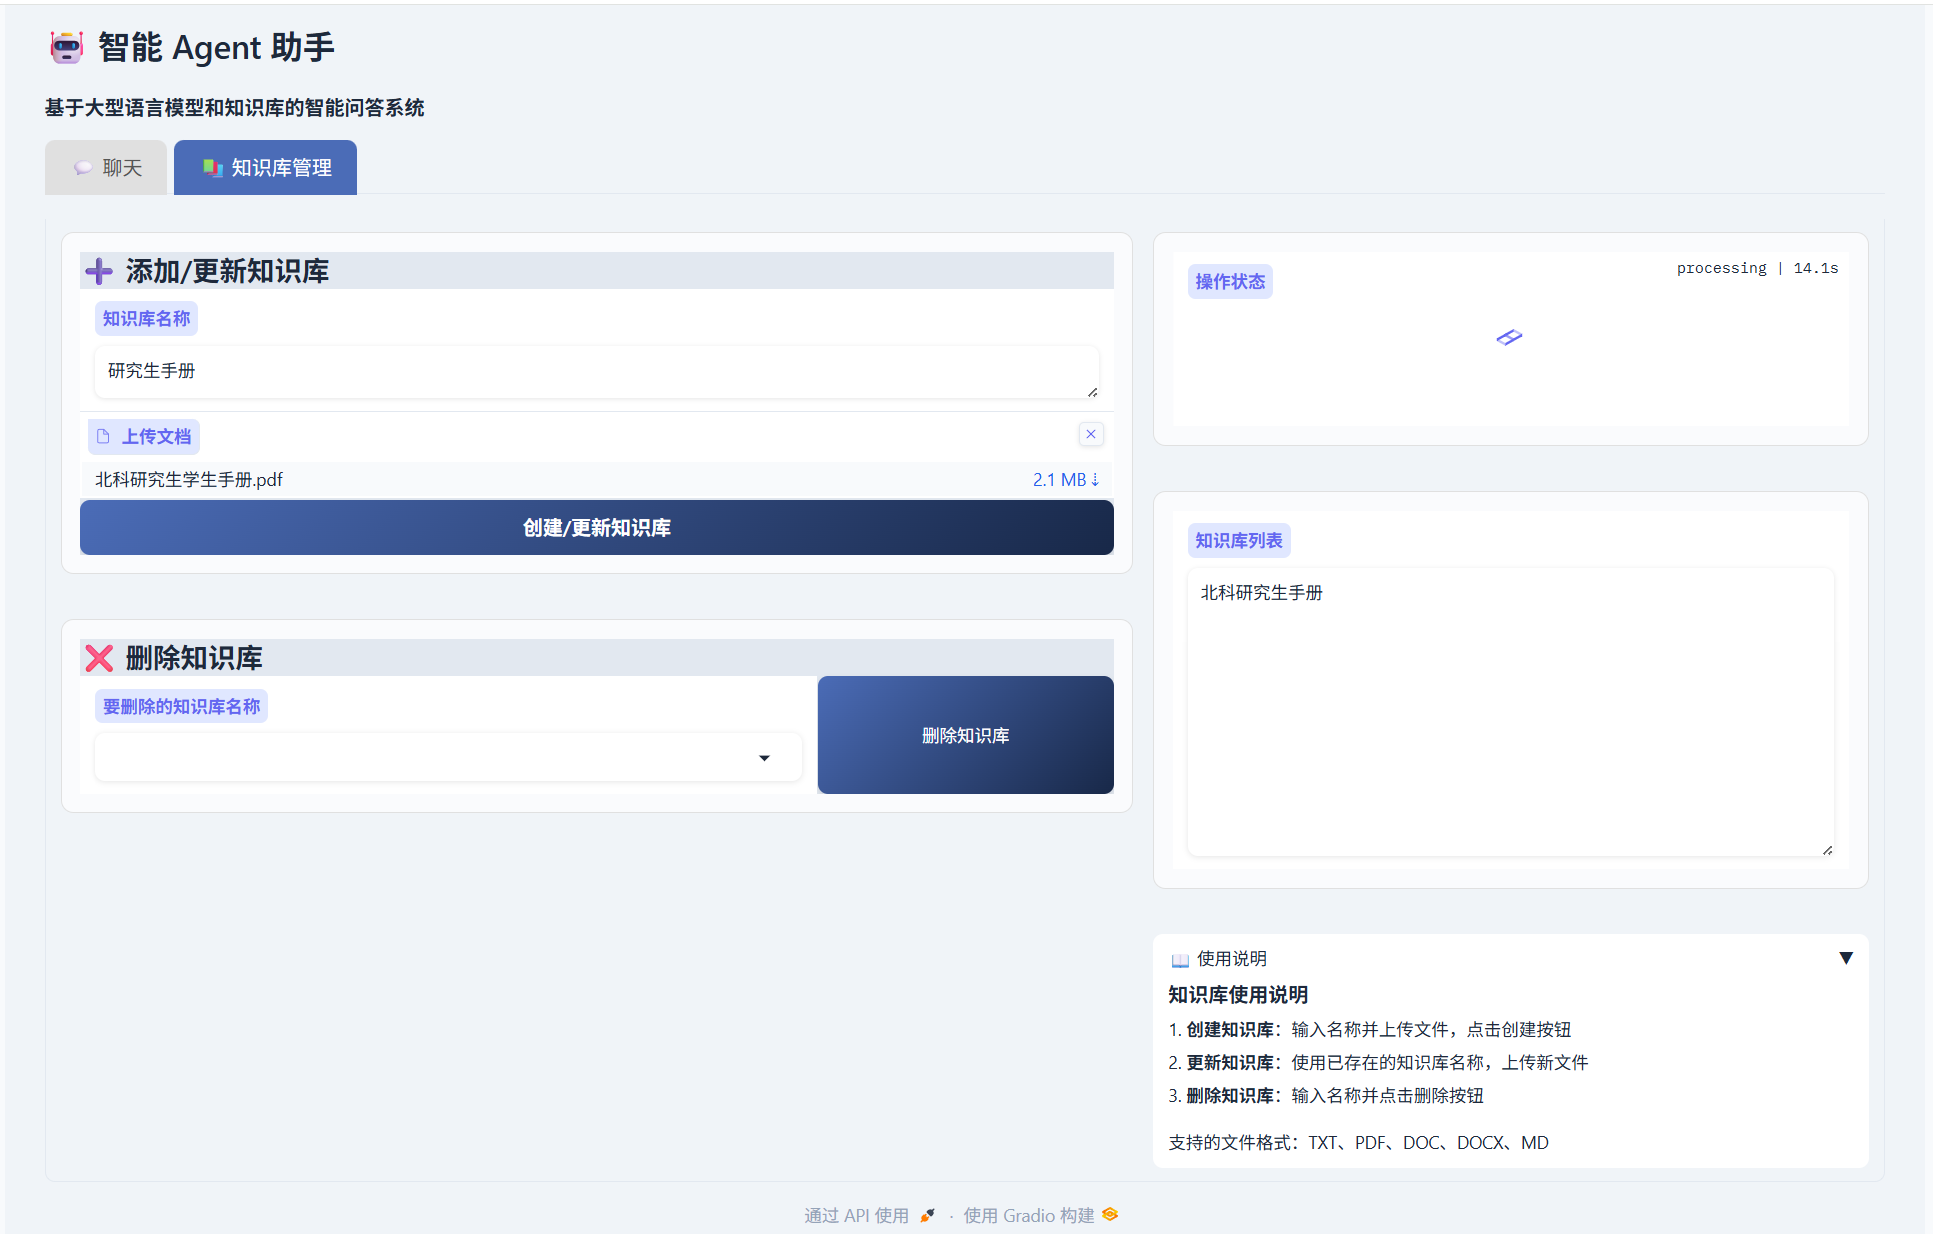 智能 Agent 助手
基于大型语言模型和知识库的智能问答系统
聊天
知识库管理
添加/更新知识库
知识库名称
研究生手册
上传文档
北科研究生学生手册.pdf
2.1 MB ⇣
创建/更新知识库
删除知识库
要删除的知识库名称
删除知识库
操作状态
processing | 14.1s
知识库列表
北科研究生手册
使用说明
知识库使用说明
1. 创建知识库：输入名称并上传文件，点击创建按钮
2. 更新知识库：使用已存在的知识库名称，上传新文件
3. 删除知识库：输入名称并点击删除按钮
支持的文件格式：TXT、PDF、DOC、DOCX、MD
通过 API 使用 · 使用 Gradio 构建